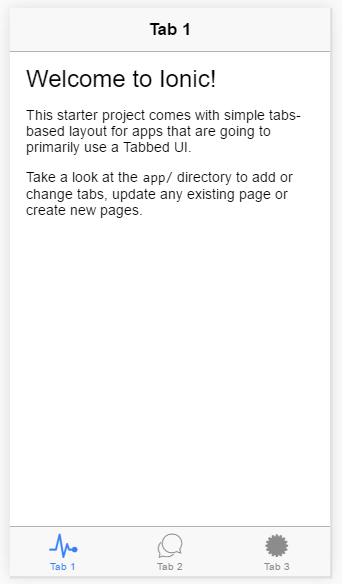 Tab 1
Welcome to Ionic!
This starter project comes with simple tabs-
based layout for apps that are going to
primarily use a Tabbed UI.
Take a look at the app/ directory to add or
change tabs, update any existing page or
create new pages.
Tab 1
Tab 2
Tab 3